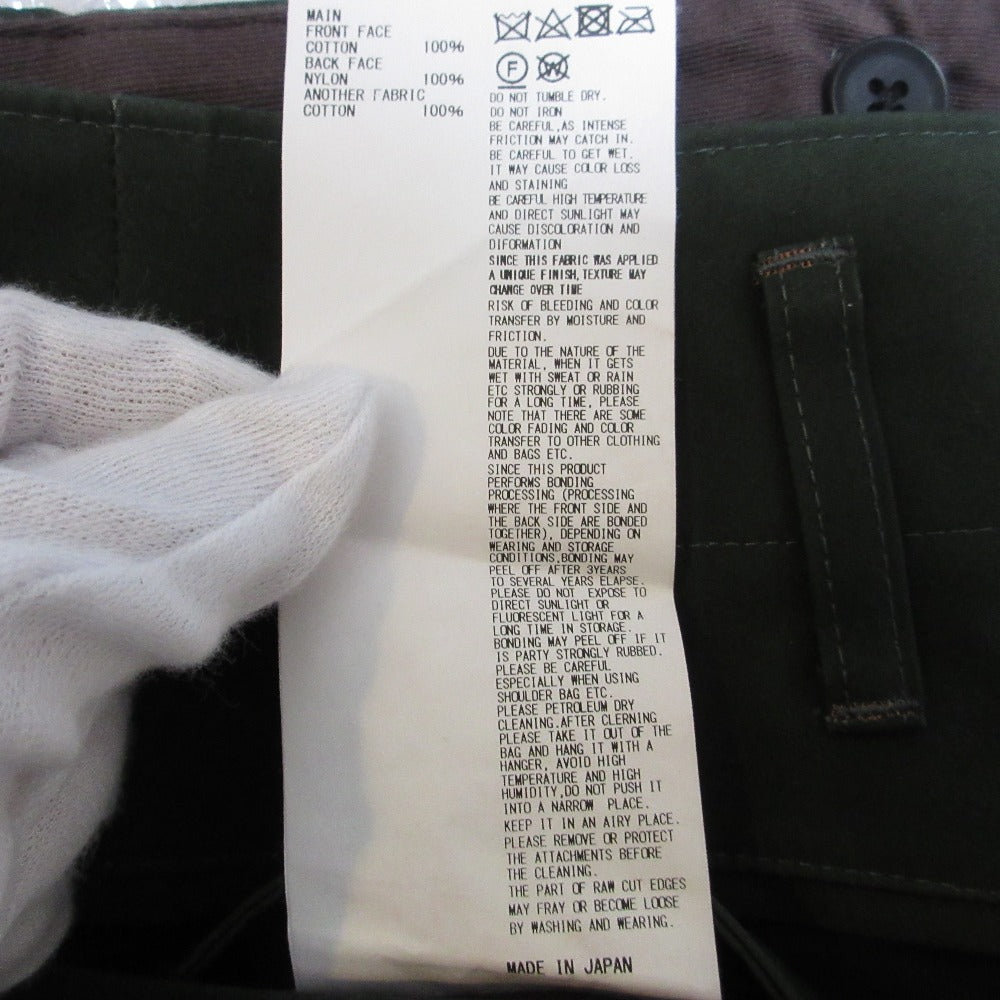 MAIN
FRONT FACE
COTTON 100%
BACK FACE
NYLON 100%
ANOTHER FABRIC
COTTON 100%
F
W
DO NOT TUMBLE DRY.
DO NOT IRON
BE CAREFUL,AS INTENSE
FRICTION MAY CATCH IN.
BE CAREFUL TO GET WET.
IT WAY CAUSE COLOR LOSS
AND STAINING
BE CAREFUL HIGH TEMPERATURE
AND DIRECT SUNLIGHT MAY
CAUSE DISCOLORATION AND
DIFORMATION
SINCE THIS FABRIC WAS APPLIED
A UNIQUE FINISH,TEXTURE MAY
CHANGE OVER TIME
RISK OF BLEEDING AND COLOR
TRANSFER BY MOISTURE AND
FRICTION.
DUE TO THE NATURE OF THE
MATERIAL, WHEN IT GETS
WET WITH SWEAT OR RAIN
ETC STRONGLY OR RUBBING
FOR A LONG TIME, PLEASE
NOTE THAT THERE ARE SOME
COLOR FADING AND COLOR
TRANSFER TO OTHER CLOTHING
AND BAGS ETC.
SINCE THIS PRODUCT
PERFORMS BONDING
PROCESSING (PROCESSING
WHERE THE FRONT SIDE AND
THE BACK SIDE ARE BONDED
TOGETHER), DEPENDING ON
WEARING AND STORAGE
CONDITIONS,BONDING MAY
PEEL OFF AFTER 3YEARS
TO SEVERAL YEARS ELAPSE.
PLEASE DO NOT EXPOSE TO
DIRECT SUNLIGHT OR
FLUORESCENT LIGHT FOR A
LONG TIME IN STORAGE.
BONDING MAY PEEL OFF IF IT
IS PARTY STRONGLY RUBBED.
PLEASE BE CAREFUL
ESPECIALLY WHEN USING
SHOULDER BAG ETC.
PLEASE PETROLEUM DRY
CLEANING.AFTER CLERNING
PLEASE TAKE IT OUT OF THE
BAG AND HANG IT WITH A
HANGER, AVOID HIGH
TEMPERATURE AND HIGH
HUMIDITY,DO NOT PUSH IT
INTO A NARROW PLACE.
KEEP IT IN AN AIRY PLACE.
PLEASE REMOVE OR PROTECT
THE ATTACHMENTS BEFORE
THE CLEANING.
THE PART OF RAW CUT EDGES
MAY FRAY OR BECOME LOOSE
BY WASHING AND WEARING.
MADE IN JAPAN